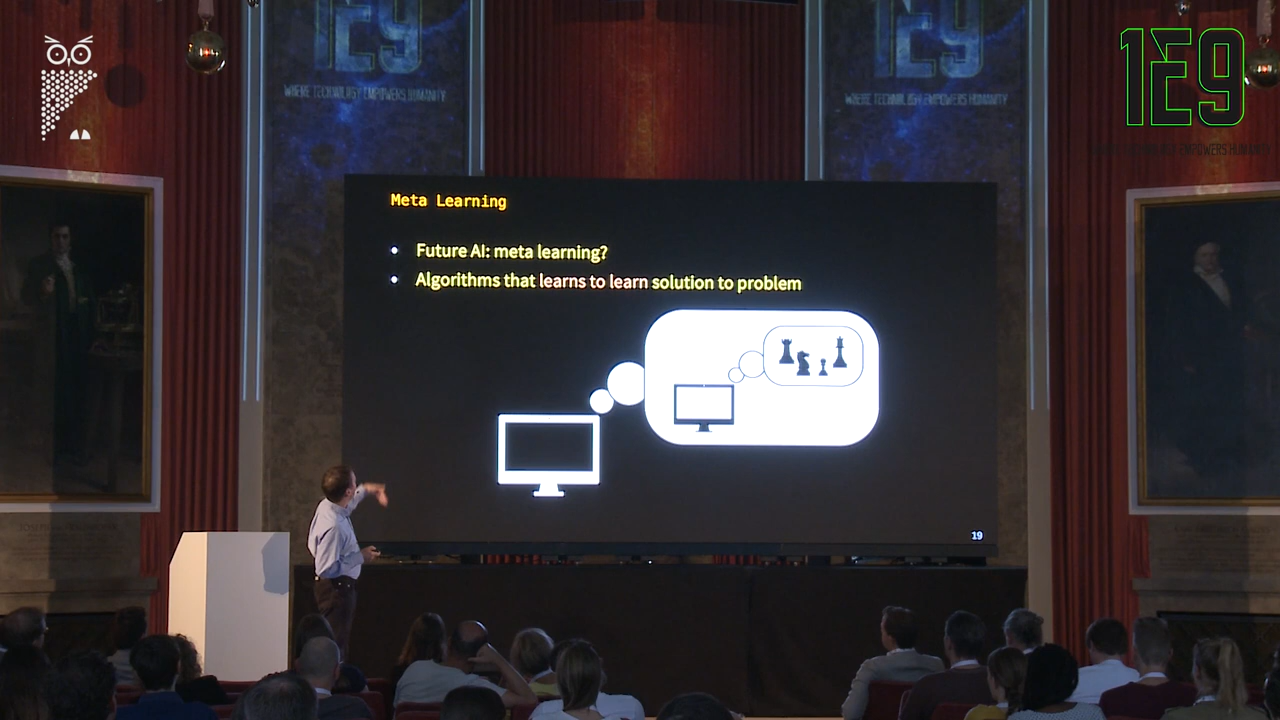 1E9
WHERE TECHNOLOGY EMPOWERS HUMANITY
1E9
WHERE TECHNOLOGY EMPOWERS HUMANITY
1E9
Meta Learning
• Future AI: meta learning?
• Algorithms that learns to learn solution to problem
19